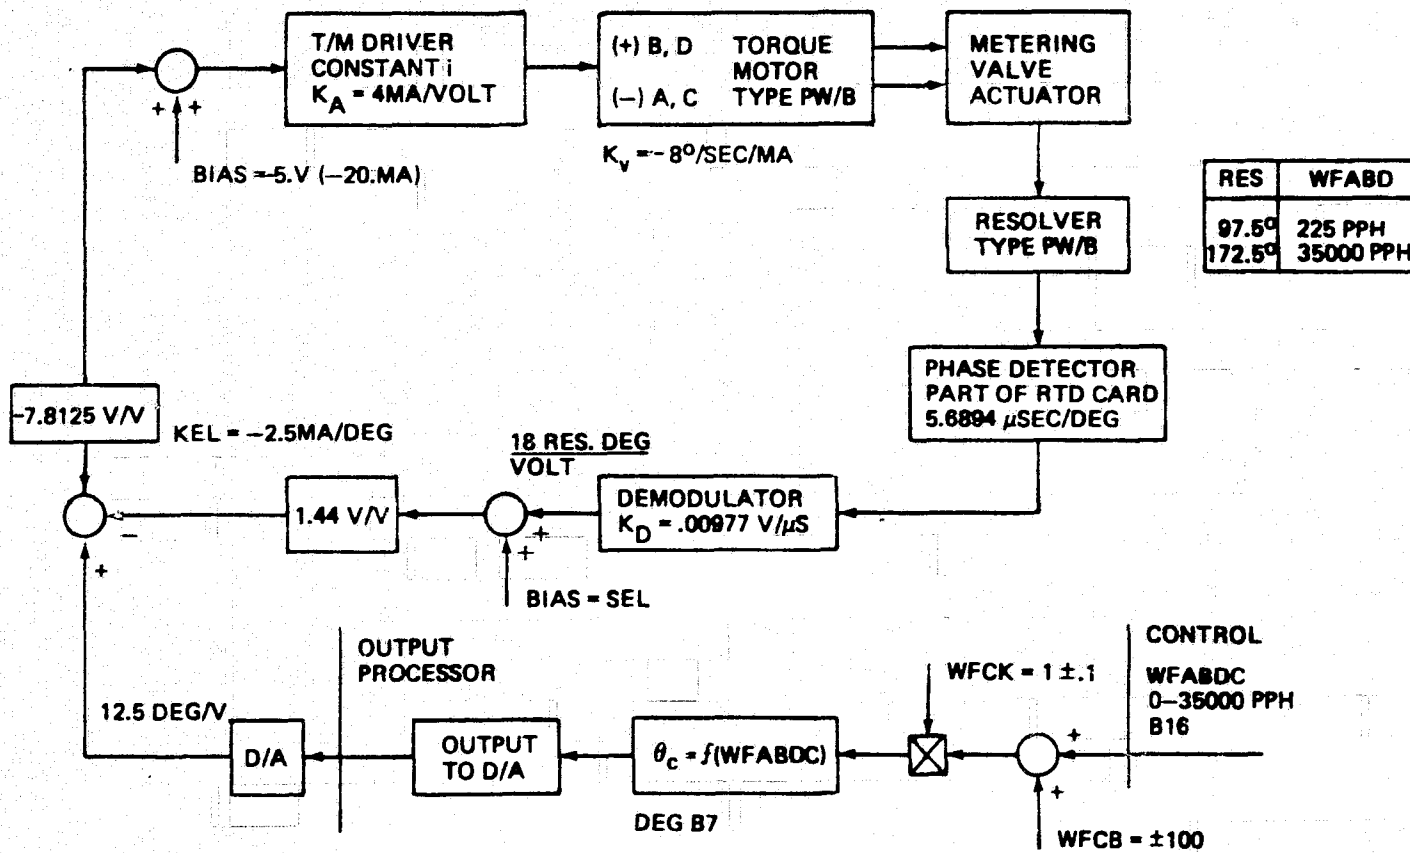 T/M DRIVER
CONSTANT i
K_A = 4MA/VOLT
(+) B, D TORQUE
MOTOR
(−) A, C TYPE PW/B
METERING
VALVE
ACTUATOR
+ +
BIAS =-5.V (−20.MA)
K_v = - 8°/SEC/MA
RES WFABD
97.5° 225 PPH
172.5° 35000 PPH
RESOLVER
TYPE PW/B
PHASE DETECTOR
PART OF RTD CARD
5.6894 μSEC/DEG
−7.8125 V/V
KEL = −2.5MA/DEG
18 RES. DEG
VOLT
1.44 V/V
DEMODULATOR
K_D = .00977 V/μS
−
+
+
+
BIAS = SEL
OUTPUT
PROCESSOR
CONTROL
WFABDC
0–35000 PPH
B16
WFCK = 1 ±.1
12.5 DEG/V
D/A
OUTPUT
TO D/A
θ_c = f(WFABDC)
+
+
DEG B7
WFCB = ±100